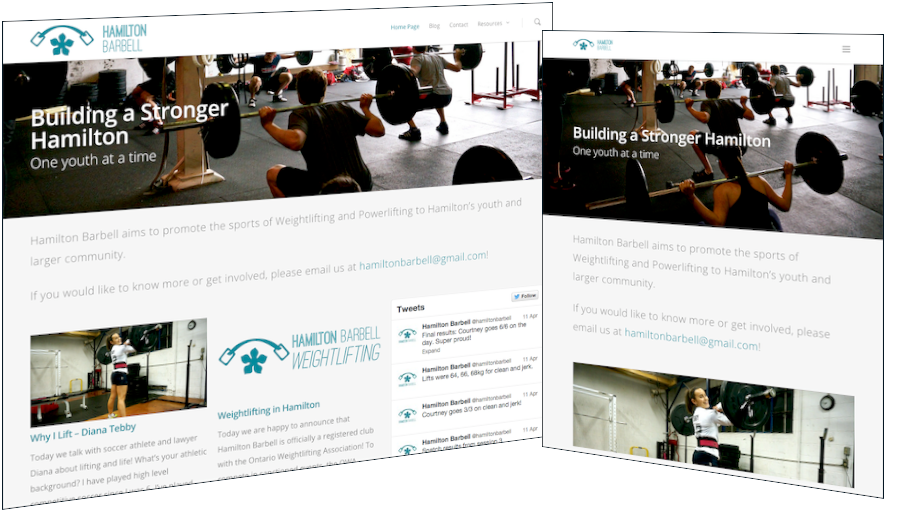 HAMILTON
BARBELL
Home Page
Blog
Contact
Resources
Building a Stronger
Hamilton
One youth at a time
Hamilton Barbell aims to promote the sports of Weightlifting and Powerlifting to Hamilton's youth and
larger community.
If you would like to know more or get involved, please email us at hamiltonbarbell@gmail.com!
Why I Lift – Diana Tebby
Today we talk with soccer athlete and lawyer
Diana about lifting and life! What's your athletic
background? I have played high level
HAMILTON BARBELL
WEIGHTLIFTING
Weightlifting in Hamilton
Today we are happy to announce that
Hamilton Barbell is officially a registered club
with the Ontario Weightlifting Association! To
Tweets
Follow
Hamilton Barbell @hamiltonbarbell 11 Apr
Final results: Courtney goes 6/6 on the
day. Super proud!
Expand
Hamilton Barbell @hamiltonbarbell 11 Apr
Lifts were 64, 66, 68kg for clean and jerk.
Hamilton Barbell @hamiltonbarbell 11 Apr
Courtney goes 3/3 on clean and jerk!
Hamilton Barbell @hamiltonbarbell 11 Apr
HAMILTON
BARBELL
Building a Stronger Hamilton
One youth at a time
Hamilton Barbell aims to promote the sports of
Weightlifting and Powerlifting to Hamilton's youth and
larger community.
If you would like to know more or get involved, please
email us at hamiltonbarbell@gmail.com!